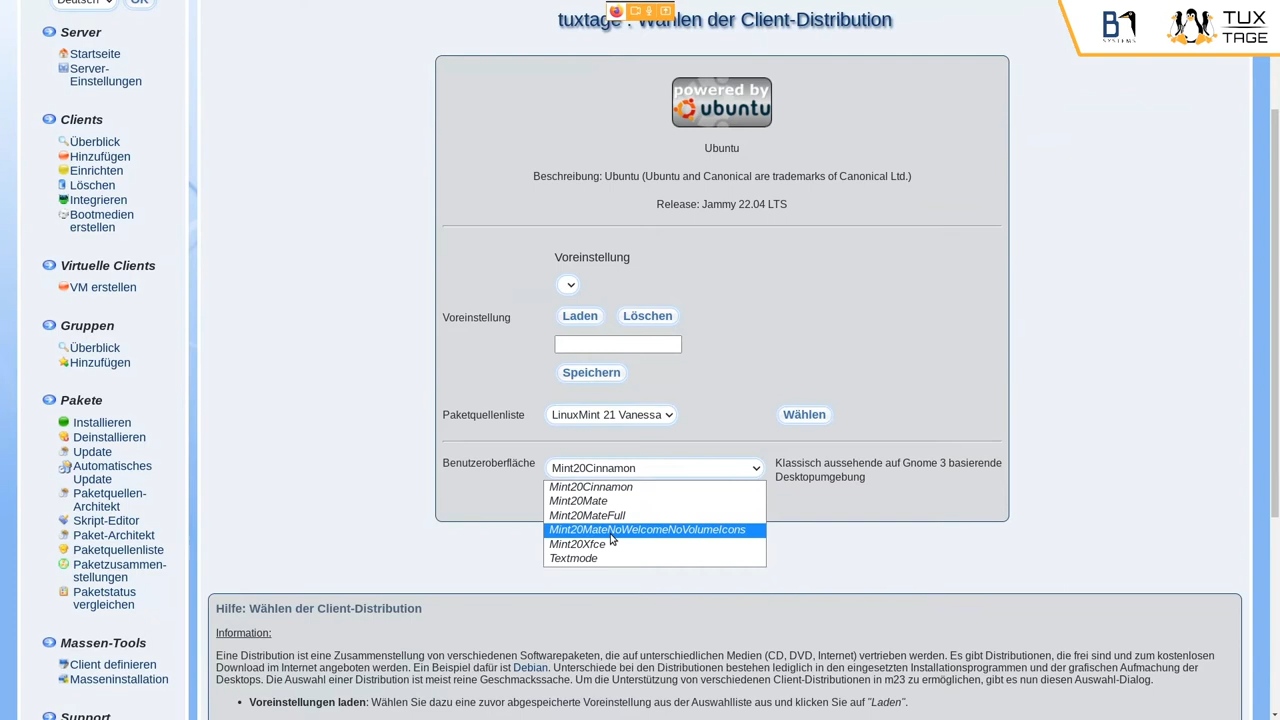 Deutsch
OK
Server
Startseite
Server-
Einstellungen
Clients
Überblick
Hinzufügen
Einrichten
Löschen
Integrieren
Bootmedien
erstellen
Virtuelle Clients
VM erstellen
Gruppen
Überblick
Hinzufügen
Pakete
Installieren
Deinstallieren
Update
Automatisches
Update
Paketquellen-
Architekt
Skript-Editor
Paket-Architekt
Paketquellenliste
Paketzusammen-
stellungen
Paketstatus
vergleichen
Massen-Tools
Client definieren
Masseninstallation
Support
tuxtage : Wählen der Client-Distribution
powered by
ubuntu
Ubuntu
Beschreibung: Ubuntu (Ubuntu and Canonical are trademarks of Canonical Ltd.)
Release: Jammy 22.04 LTS
Voreinstellung
Voreinstellung
Laden Löschen
Speichern
Paketquellenliste LinuxMint 21 Vanessa Wählen
Benutzeroberfläche Mint20Cinnamon Klassisch aussehende auf Gnome 3 basierende
Desktopumgebung
Mint20Cinnamon
Mint20Mate
Mint20MateFull
Mint20MateNoWelcomeNoVolumeIcons
Mint20Xfce
Textmode
Hilfe: Wählen der Client-Distribution
Information:
Eine Distribution ist eine Zusammenstellung von verschiedenen Softwarepaketen, die auf unterschiedlichen Medien (CD, DVD, Internet) vertrieben werden. Es gibt Distributionen, die frei sind und zum kostenlosen
Download im Internet angeboten werden. Ein Beispiel dafür ist Debian. Unterschiede bei den Distributionen bestehen lediglich in den eingesetzten Installationsprogrammen und der grafischen Aufmachung der
Desktops. Die Auswahl einer Distribution ist meist reine Geschmackssache. Um die Unterstützung von verschiedenen Client-Distributionen in m23 zu ermöglichen, gibt es nun diesen Auswahl-Dialog.
• Voreinstellungen laden: Wählen Sie dazu eine zuvor abgespeicherte Voreinstellung aus der Auswahlliste aus und klicken Sie auf "Laden".
B1
SYSTEMS
TUX
TAGE